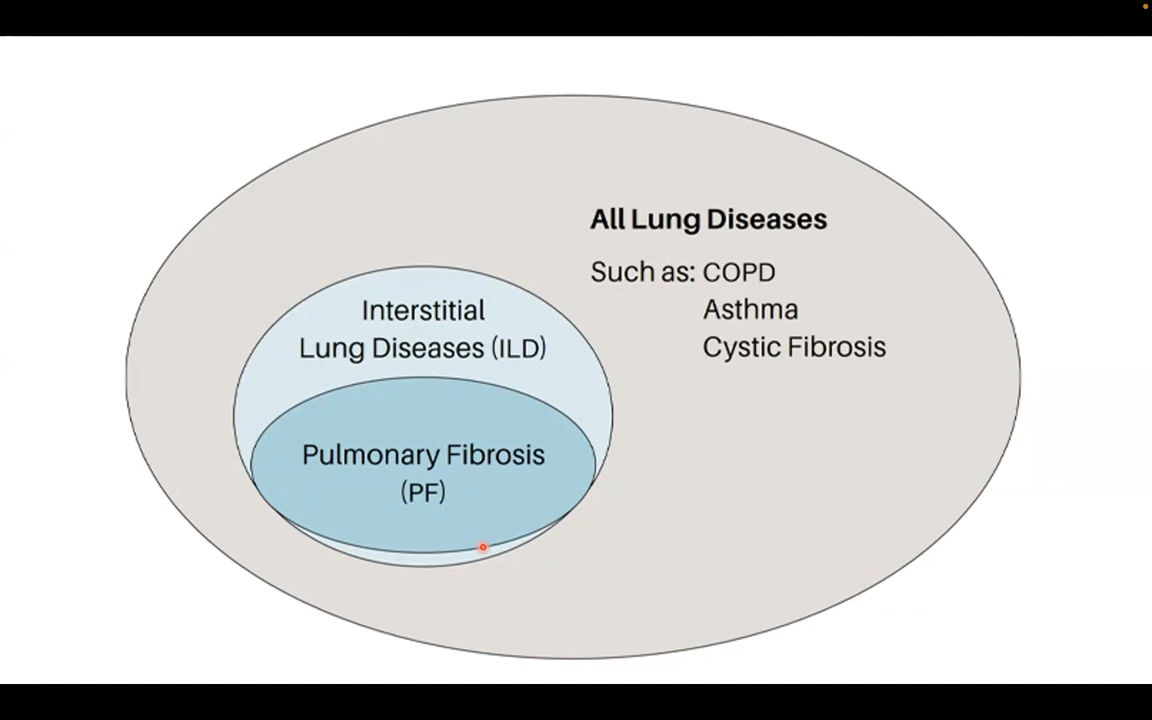 All Lung Diseases
Such as: COPD
Asthma
Cystic Fibrosis
Interstitial
Lung Diseases (ILD)
Pulmonary Fibrosis
(PF)